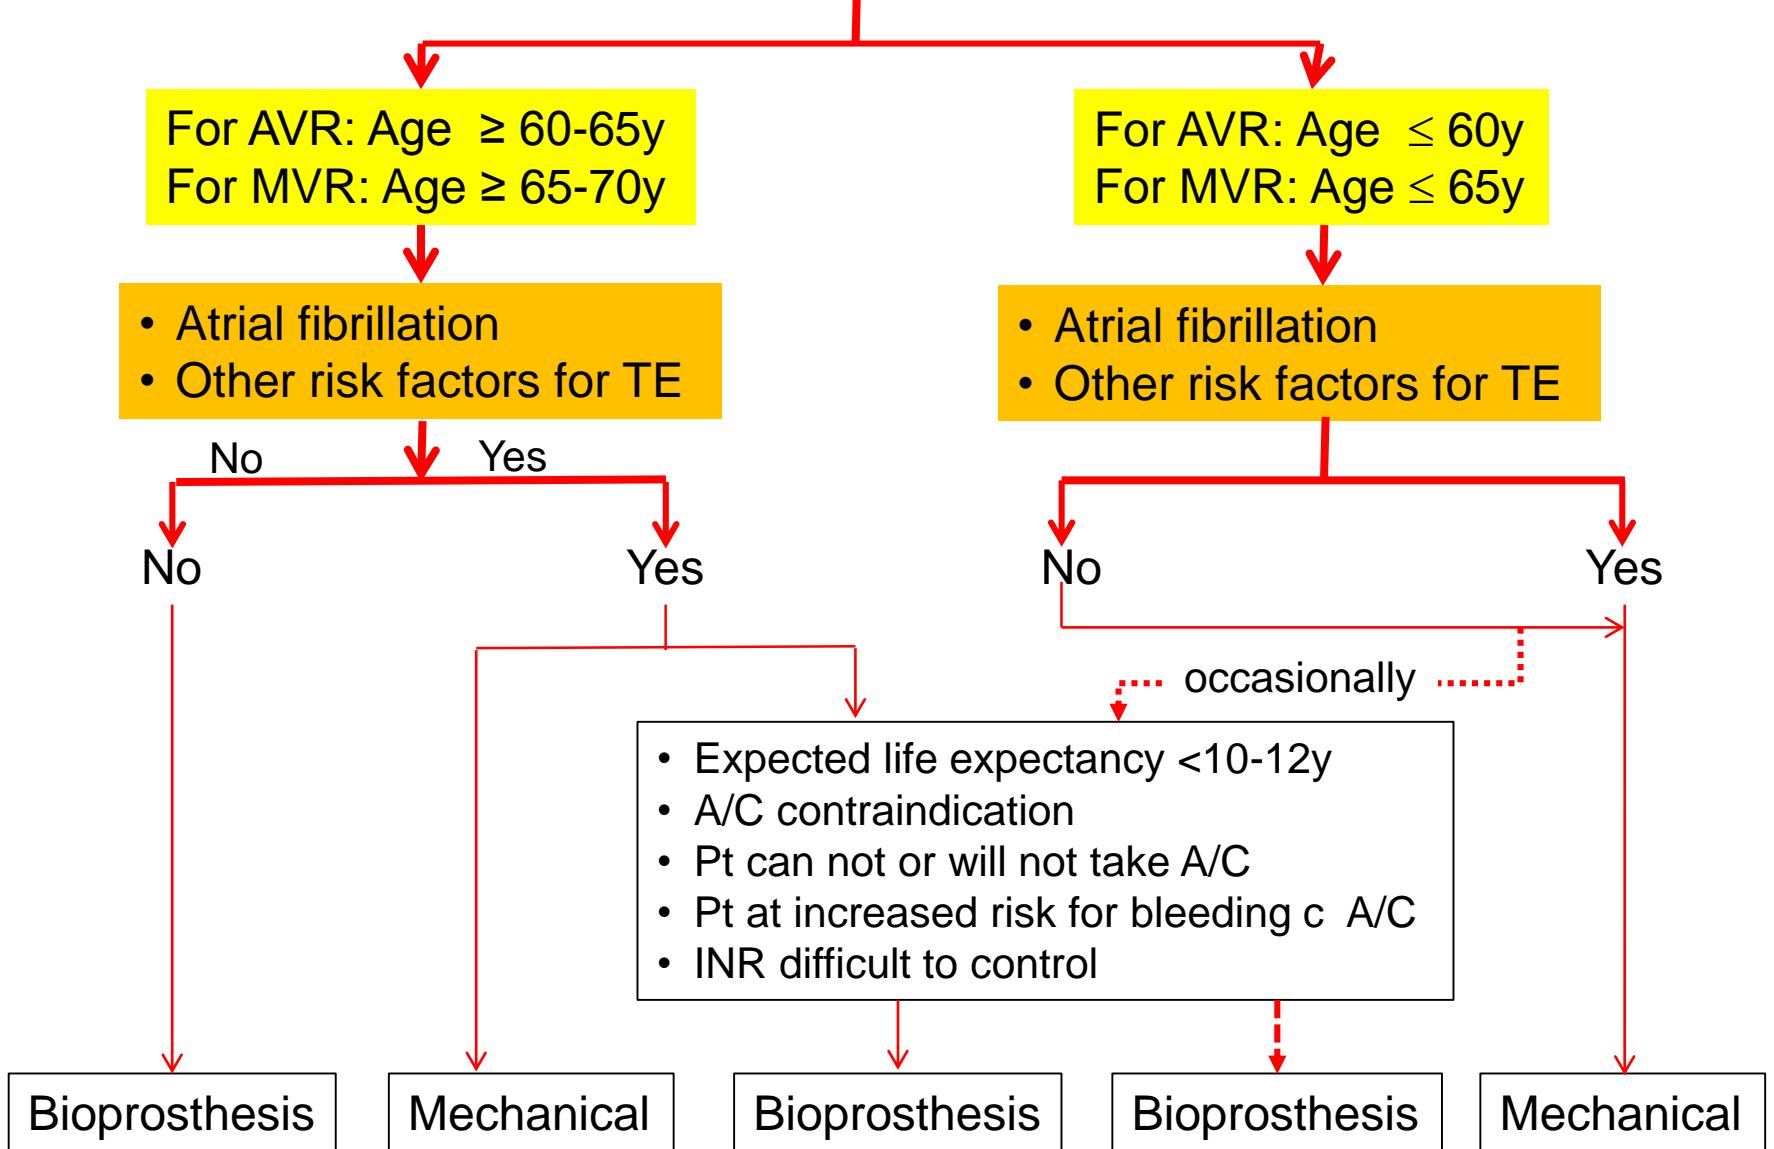 For AVR: Age ≥ 60-65y
For MVR: Age ≥ 65-70y
For AVR: Age ≤ 60y
For MVR: Age ≤ 65y
• Atrial fibrillation
• Other risk factors for TE
• Atrial fibrillation
• Other risk factors for TE
No
Yes
No
Yes
No
Yes
occasionally
• Expected life expectancy <10-12y
• A/C contraindication
• Pt can not or will not take A/C
• Pt at increased risk for bleeding c A/C
• INR difficult to control
Bioprosthesis
Mechanical
Bioprosthesis
Bioprosthesis
Mechanical